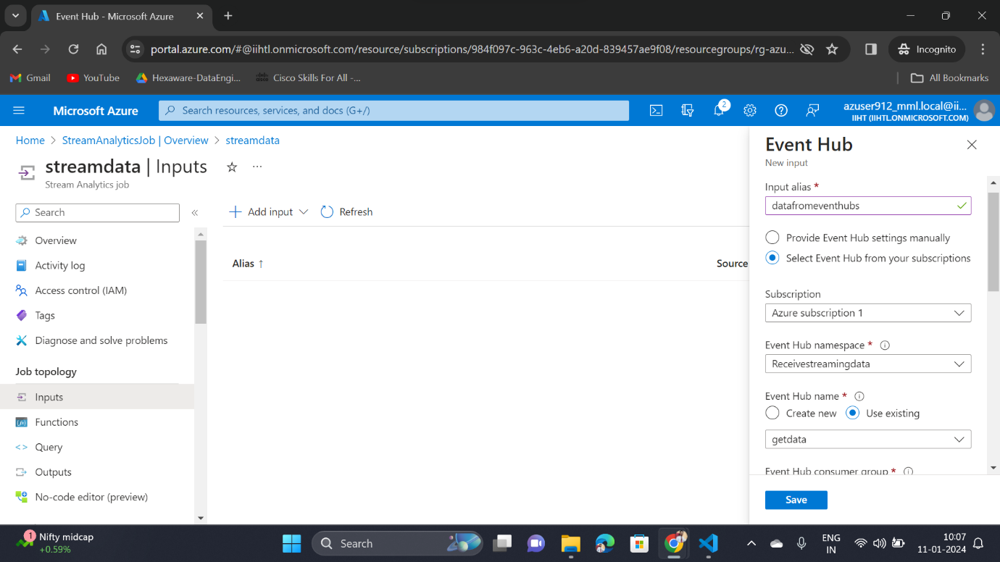 Event Hub - Microsoft Azure
portal.azure.com/#@iihtl.onmicrosoft.com/resource/subscriptions/984f097c-963c-4eb6-a20d-839457ae9f08/resourcegroups/rg-azu...
Incognito
Gmail
YouTube
Hexaware-DataEngi...
Cisco Skills For All -...
All Bookmarks
Microsoft Azure
Search resources, services, and docs (G+/)
2
azuser912_mml.local@ii...
IIHT (IIHTL.ONMICROSOFT.COM)
Home > StreamAnalyticsJob | Overview > streamdata
streamdata | Inputs
Stream Analytics job
Search
Overview
Activity log
Access control (IAM)
Tags
Diagnose and solve problems
Job topology
Inputs
Functions
Query
Outputs
No-code editor (preview)
Add input
Refresh
Alias ↑
Source
Event Hub
New input
Input alias *
datafromeventhubs
Provide Event Hub settings manually
Select Event Hub from your subscriptions
Subscription
Azure subscription 1
Event Hub namespace *
Receivestreamingdata
Event Hub name *
Create new
Use existing
getdata
Event Hub consumer group *
Save
1
Nifty midcap
+0.59%
Search
ENG
IN
10:07
11-01-2024